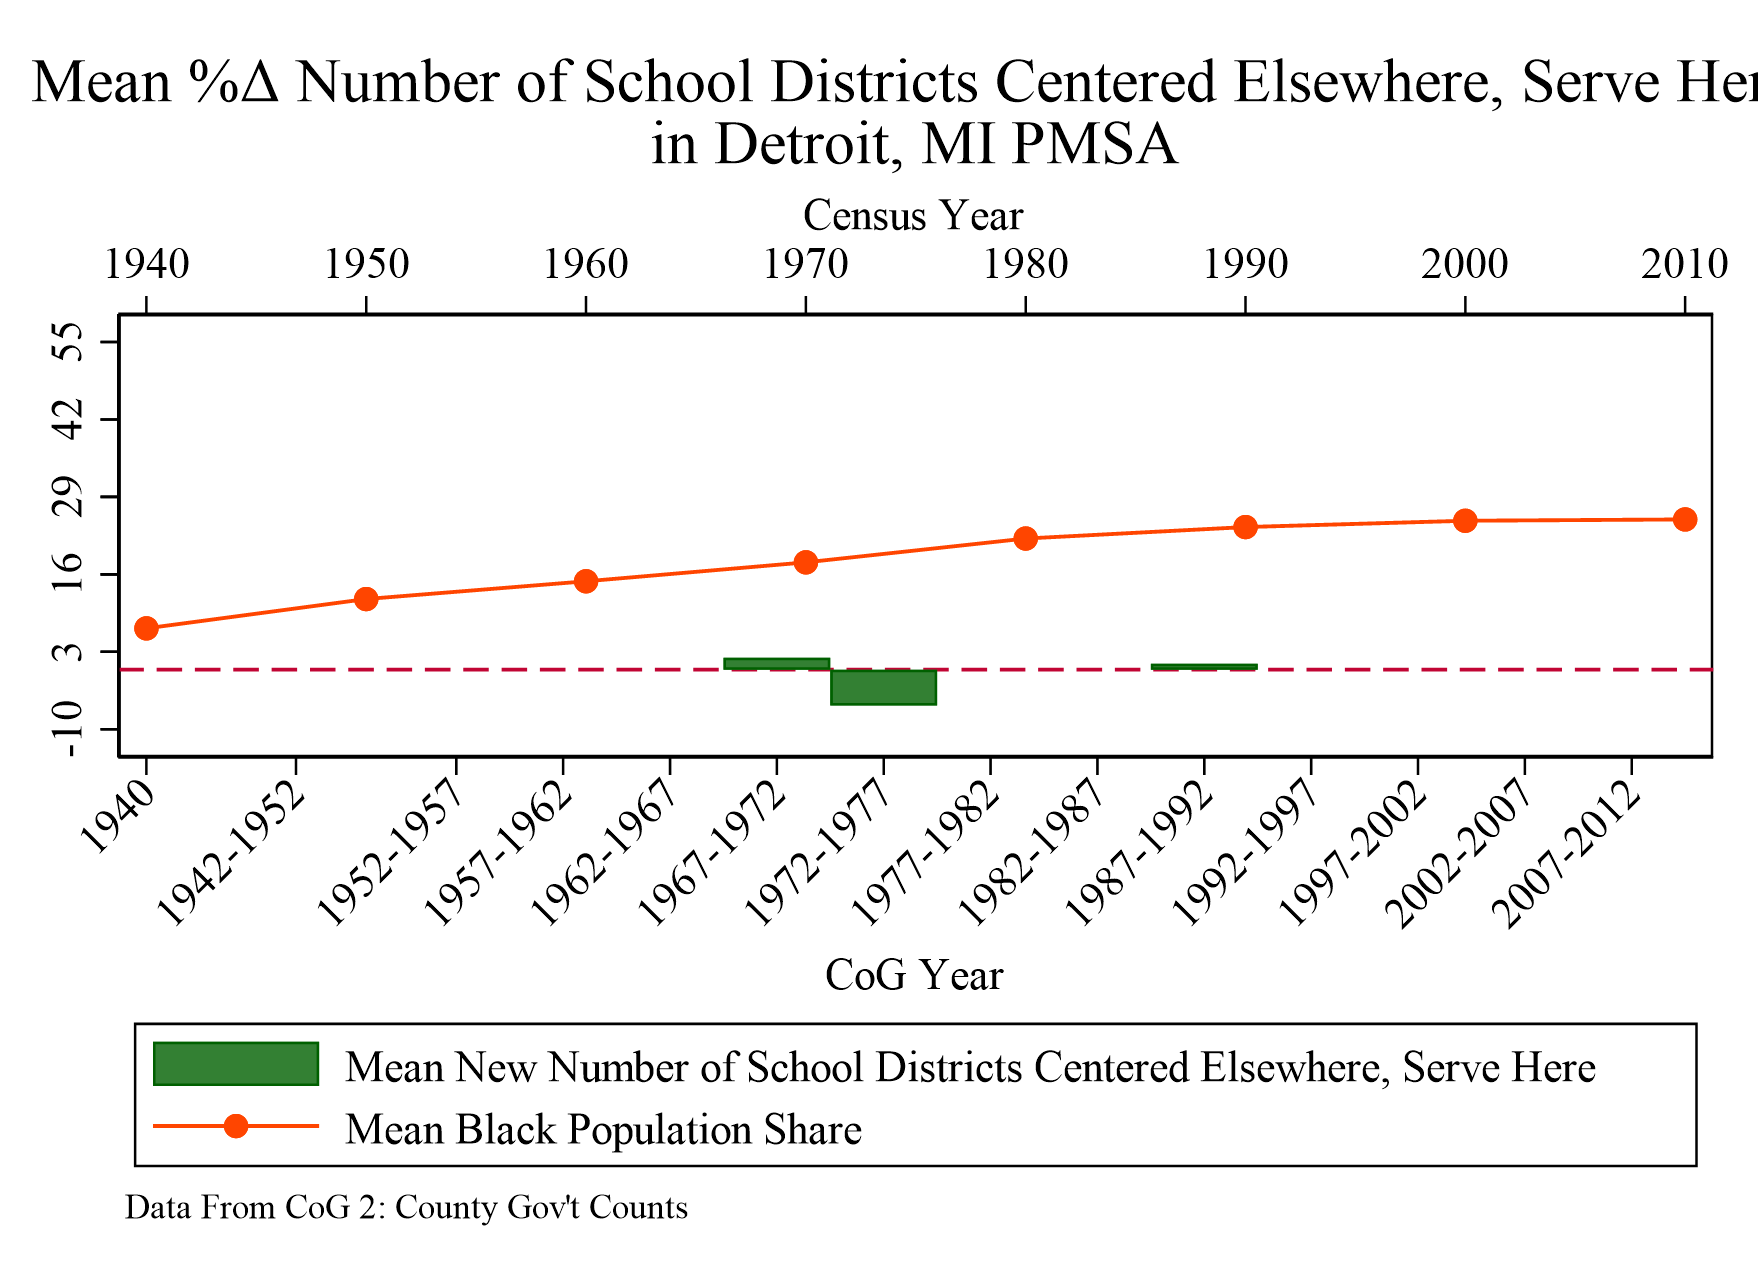 Mean %Δ Number of School Districts Centered Elsewhere, Serve Her
in Detroit, MI PMSA
Census Year
1940 1950 1960 1970 1980 1990 2000 2010
55
42
29
16
3
-10
1940 1942-1952 1952-1957 1957-1962 1962-1967 1967-1972 1972-1977 1977-1982 1982-1987 1987-1992 1992-1997 1997-2002 2002-2007 2007-2012
CoG Year
Mean New Number of School Districts Centered Elsewhere, Serve Here
Mean Black Population Share
Data From CoG 2: County Gov't Counts